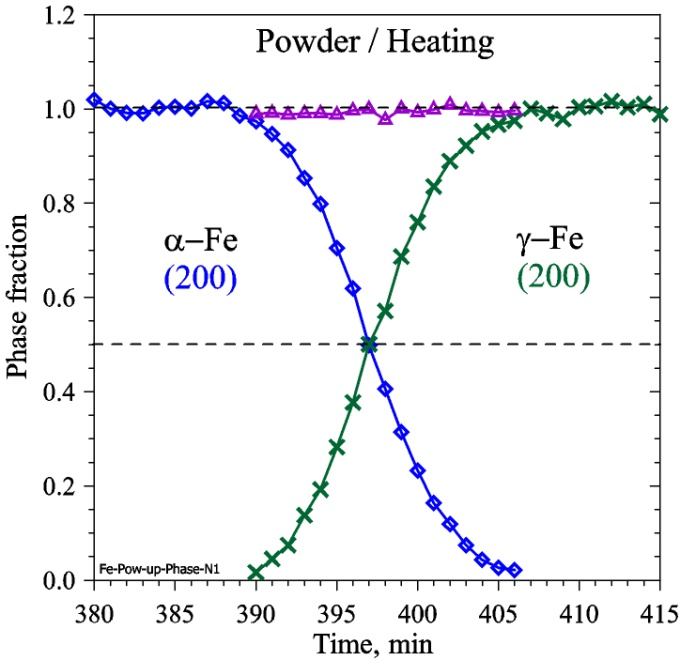 Powder / Heating
1.2
1.0
0.8
0.6
0.4
0.2
0.0
Phase fraction
α–Fe
(200)
γ–Fe
(200)
Fe-Pow-up-Phase-N1
380 385 390 395 400 405 410 415
Time, min